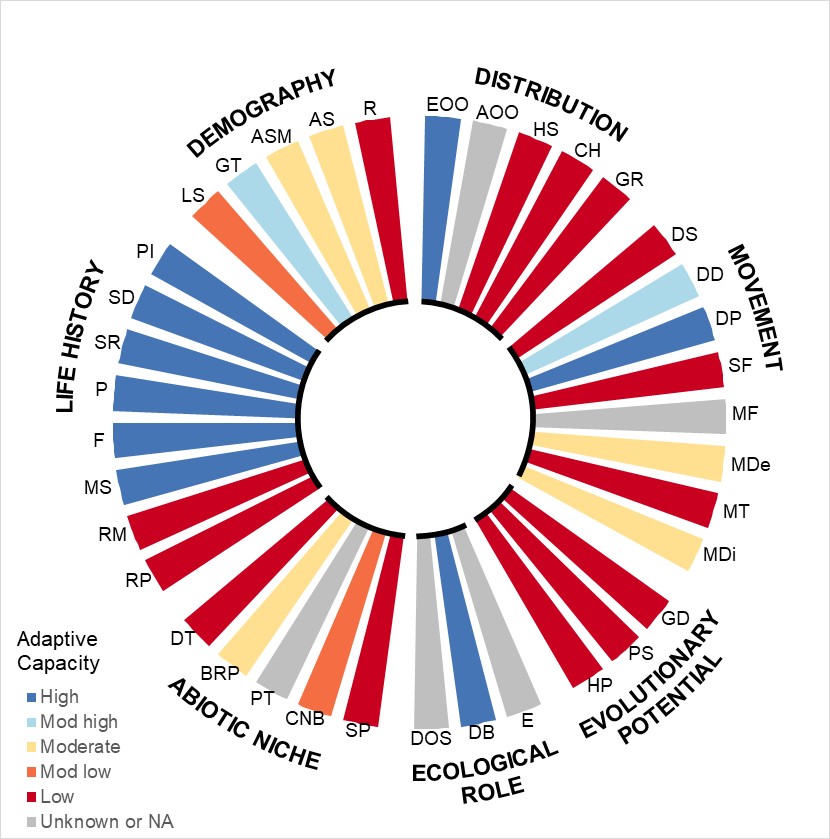 DISTRIBUTION
EOO
AOO
HS
CH
GR
MOVEMENT
DS
DD
DP
SF
MF
MDe
MT
MDi
EVOLUTIONARY
POTENTIAL
GD
PS
HP
ECOLOGICAL
ROLE
E
DB
DOS
ABIOTIC NICHE
SP
CNB
PT
BRP
DT
LIFE HISTORY
RP
RM
MS
F
P
SR
SD
PI
DEMOGRAPHY
LS
GT
ASM
AS
R
Adaptive
Capacity
High
Mod high
Moderate
Mod low
Low
Unknown or NA